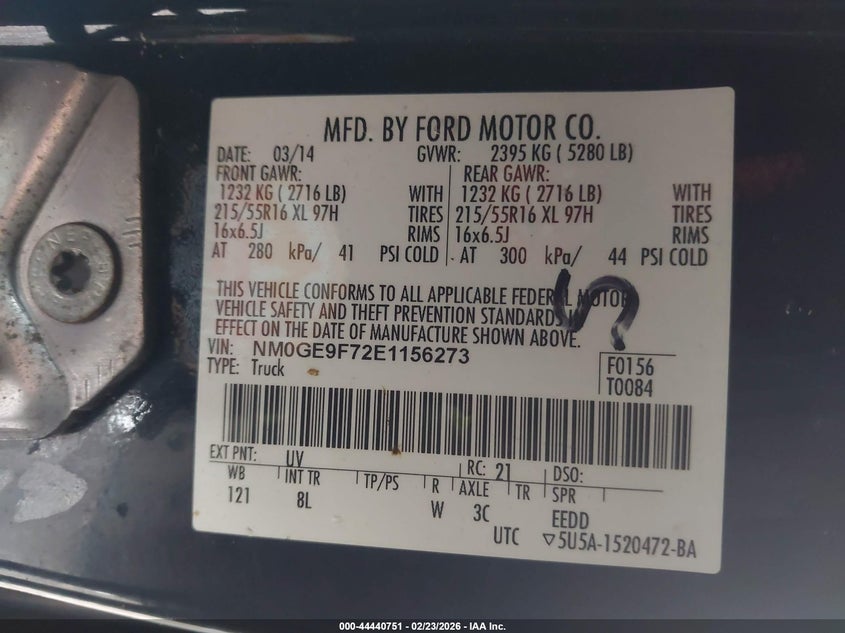 MFD. BY FORD MOTOR CO.
DATE: 03/14 GVWR: 2395 KG ( 5280 LB)
FRONT GAWR: REAR GAWR:
1232 KG ( 2716 LB) WITH 1232 KG ( 2716 LB) WITH
215/55R16 XL 97H TIRES 215/55R16 XL 97H TIRES
16x6.5J RIMS 16x6.5J RIMS
AT 280 kPa/ 41 PSI COLD AT 300 kPa/ 44 PSI COLD
THIS VEHICLE CONFORMS TO ALL APPLICABLE FEDERAL MOTOR
VEHICLE SAFETY AND THEFT PREVENTION STANDARDS IN
EFFECT ON THE DATE OF MANUFACTURE SHOWN ABOVE.
VIN: NM0GE9F72E1156273
TYPE: Truck
F0156
T0084
EXT PNT: UV RC: 21 DSO:
WB INT TR TP/PS R AXLE TR SPR
121 8L W 3C EEDD
UTC ▽5U5A-1520472-BA
000-44440751 | 02/23/2026 - IAA Inc.